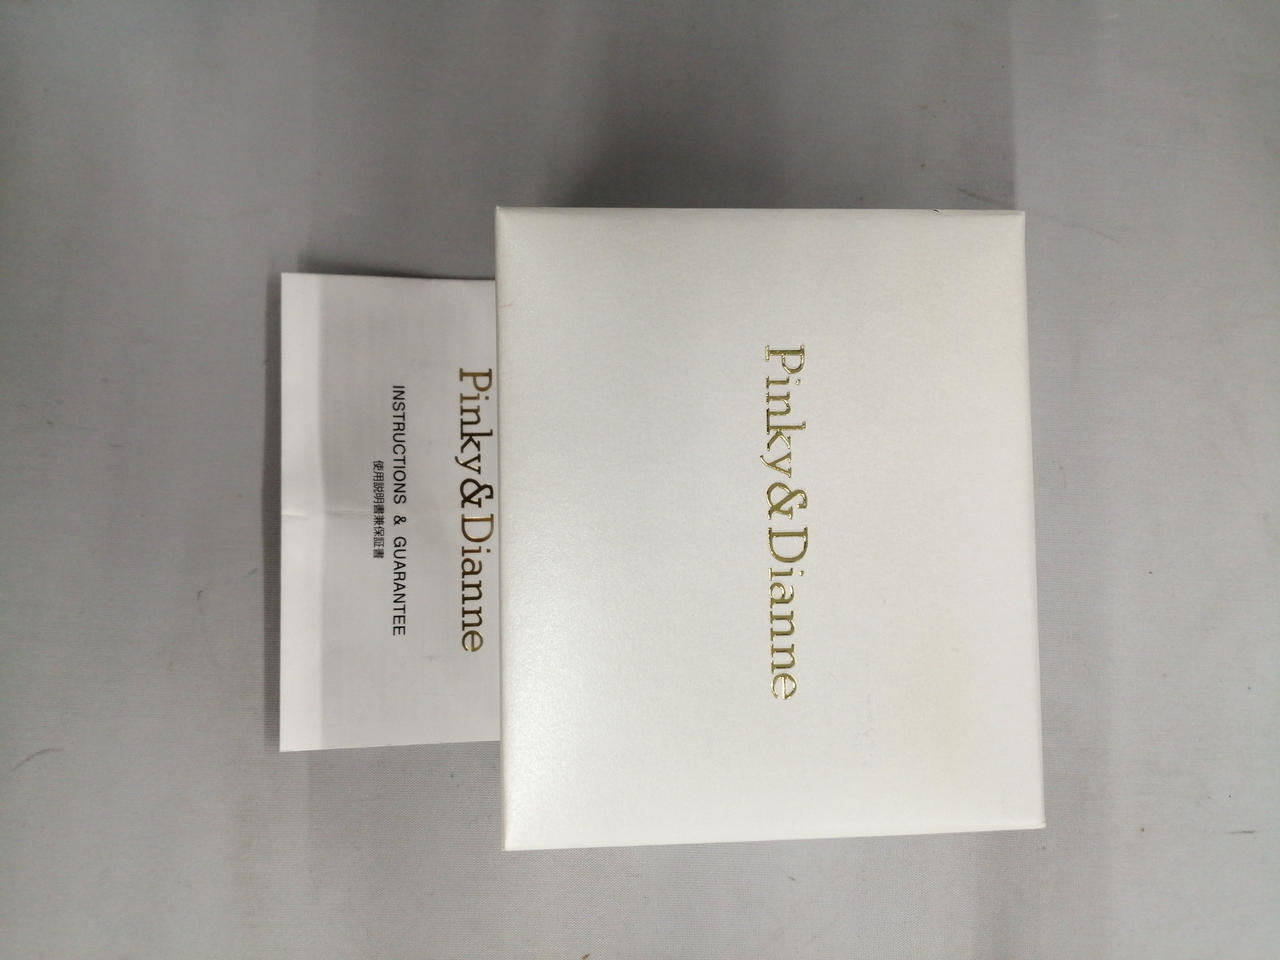 Pinky&Dianne
Pinky&Dianne
INSTRUCTIONS & GUARANTEE
使用説明書兼保証書